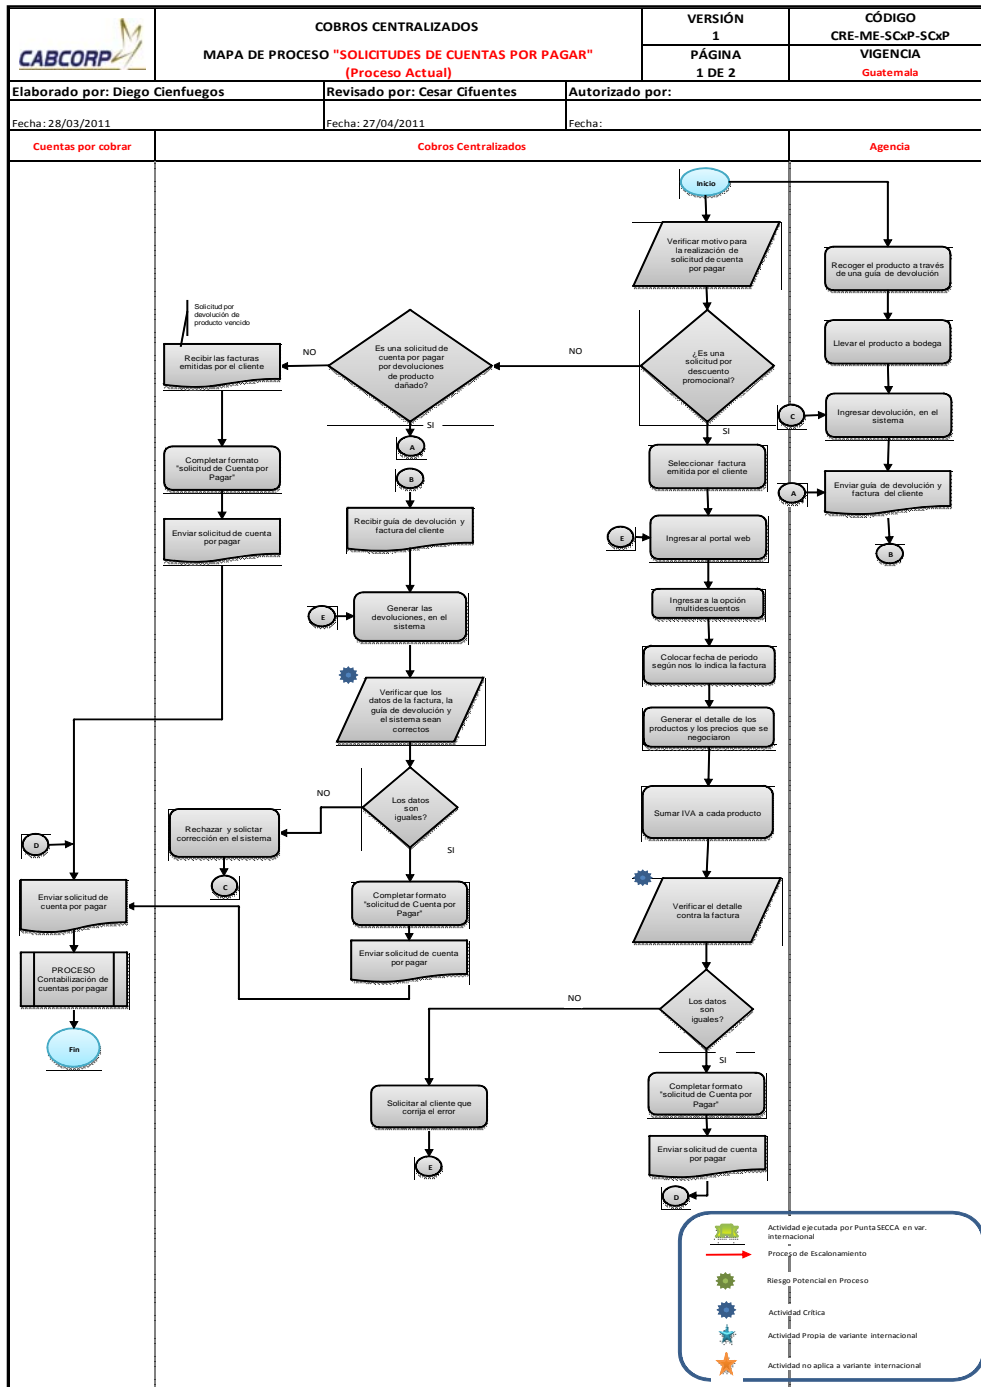 CABCORP
COBROS CENTRALIZADOS
MAPA DE PROCESO "SOLICITUDES DE CUENTAS POR PAGAR"
(Proceso Actual)
VERSIÓN
1
PÁGINA
1 DE 2
CÓDIGO
CRE-ME-SCxP-SCxP
VIGENCIA
Guatemala
Elaborado por: Diego Cienfuegos
Revisado por: Cesar Cifuentes
Autorizado por:
Fecha: 28/03/2011
Fecha: 27/04/2011
Fecha:
Cuentas por cobrar
Cobros Centralizados
Agencia
Inicio
Verificar motivo para
la realización de
solicitud de cuenta
por pagar
Recoger el producto a través
de una guía de devolución
Solicitud por
devolución de
producto vencido
Recibir las facturas
emitidas por el cliente
NO
Es una solicitud de
cuenta por pagar
por devoluciones
de producto
dañado?
NO
¿Es una
solicitud por
descuento
promocional?
Llevar el producto a bodega
SI
A
SI
C
Ingresar devolución, en el
sistema
Completar formato
"solicitud de Cuenta por
Pagar"
B
Seleccionar factura
emitida por el cliente
A
Enviar guía de devolución y
factura del cliente
Enviar solicitud de cuenta
por pagar
Recibir guía de devolución y
factura del cliente
E
Ingresar al portal web
B
E
Generar las
devoluciones, en el
sistema
Ingresar a la opción
multidescuentos
Colocar fecha de periodo
según nos lo indica la factura
Verificar que los
datos de la factura, la
guía de devolución y
el sistema sean
correctos
Generar el detalle de los
productos y los precios que se
negociaron
NO
Los datos
son
iguales?
Sumar IVA a cada producto
D
Rechazar y solictar
corrección en el sistema
SI
C
Enviar solicitud de
cuenta por pagar
Completar formato
"solicitud de Cuenta por
Pagar"
Verificar el detalle
contra la factura
Enviar solicitud de cuenta
por pagar
PROCESO
Contabilización de
cuentas por pagar
NO
Los datos
son
iguales?
Fin
SI
Solicitar al cliente que
corrija el error
Completar formato
"solicitud de Cuenta por
Pagar"
E
Enviar solicitud de cuenta
por pagar
D
Actividad ejecutada por Punta SECCA en var.
internacional
Proceso de Escalonamiento
Riesgo Potencial en Proceso
Actividad Crítica
Actividad Propia de variante internacional
Actividad no aplica a variante internacional